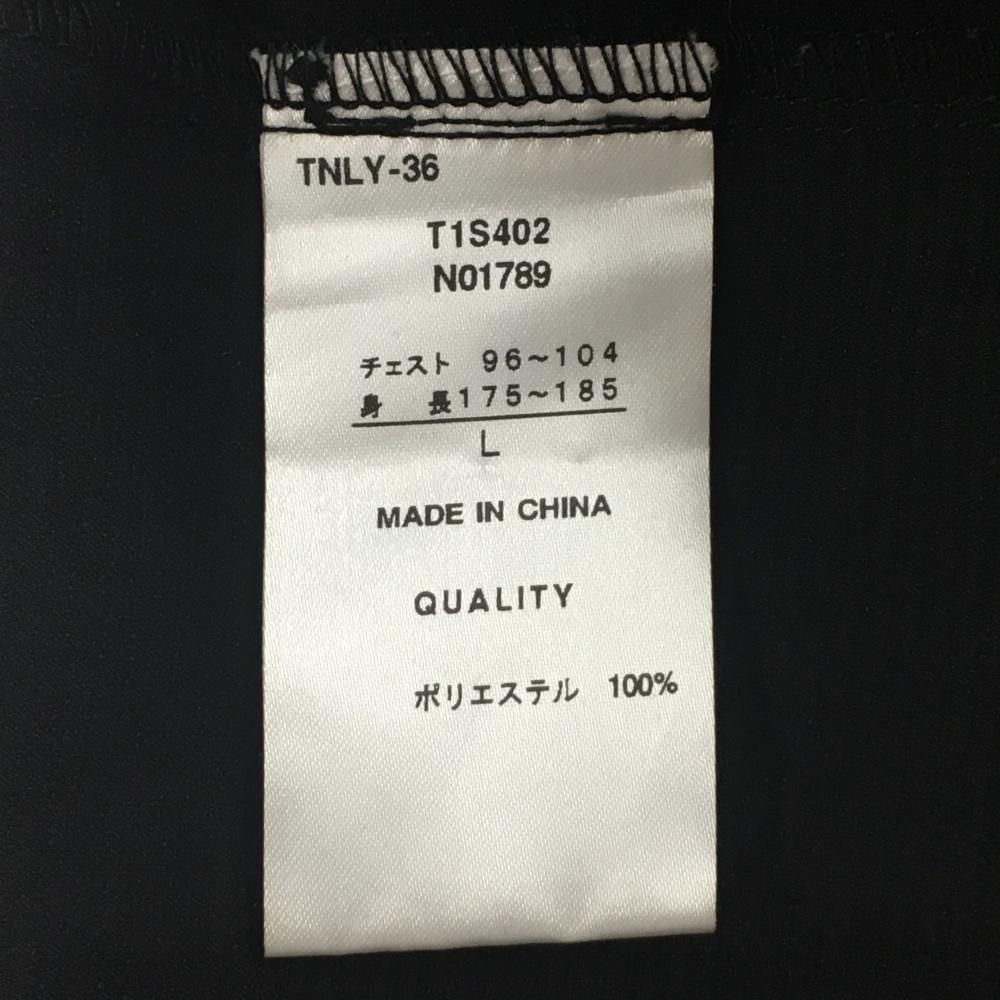 TNLY-36
T1S402
N01789
チェスト 96~104
身 長175~185
L
MADE IN CHINA
QUALITY
ポリエステル 100%